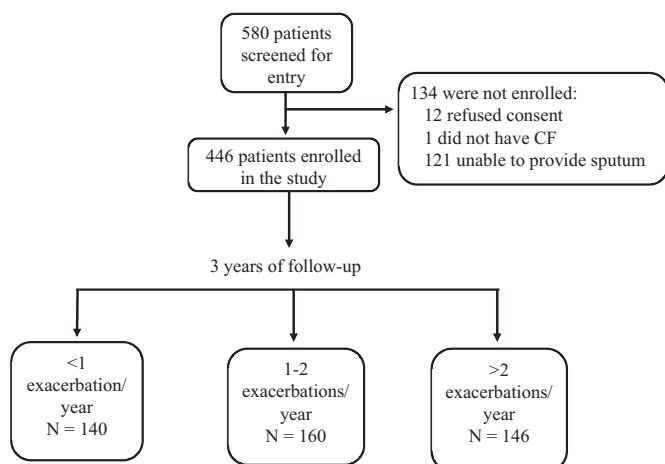 580 patients
screened for
entry
134 were not enrolled:
12 refused consent
1 did not have CF
121 unable to provide sputum
446 patients enrolled
in the study
3 years of follow-up
<1
exacerbation/
year
N = 140
1-2
exacerbations/
year
N = 160
>2
exacerbations/
year
N = 146